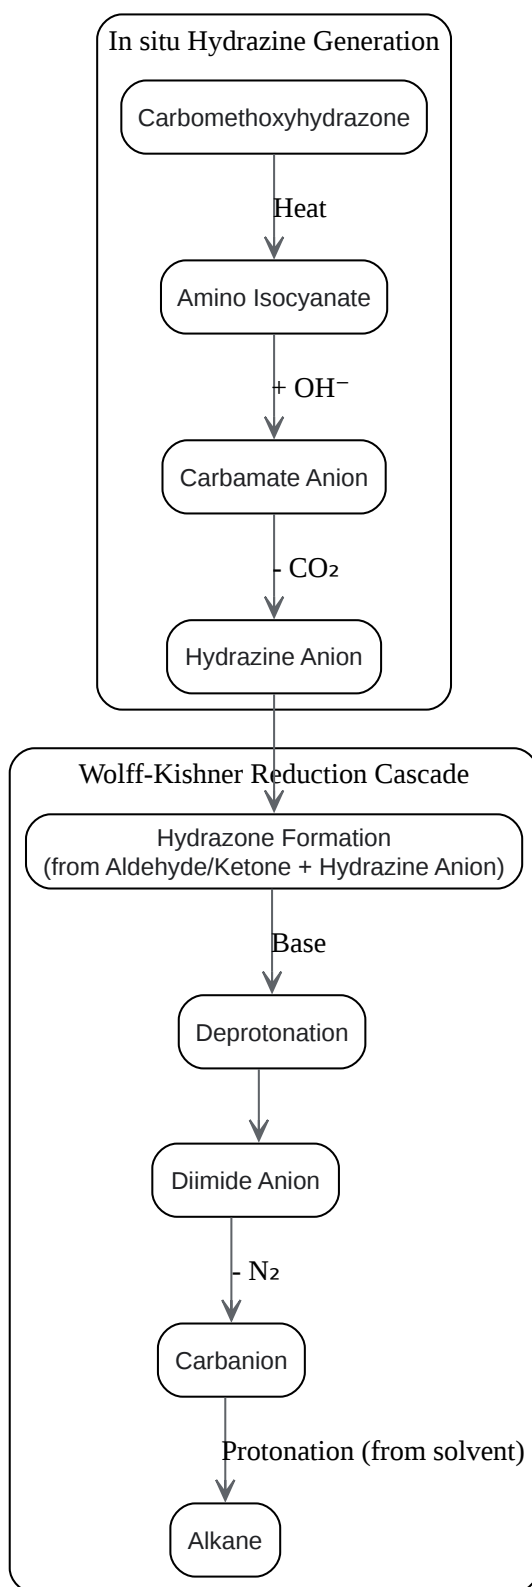 In situ Hydrazine Generation
Carbomethoxyhydrazone
Heat
Amino Isocyanate
+ OH⁻
Carbamate Anion
- CO₂
Hydrazine Anion
Wolff-Kishner Reduction Cascade
Hydrazone Formation
(from Aldehyde/Ketone + Hydrazine Anion)
Base
Deprotonation
Diimide Anion
- N₂
Carbanion
Protonation (from solvent)
Alkane